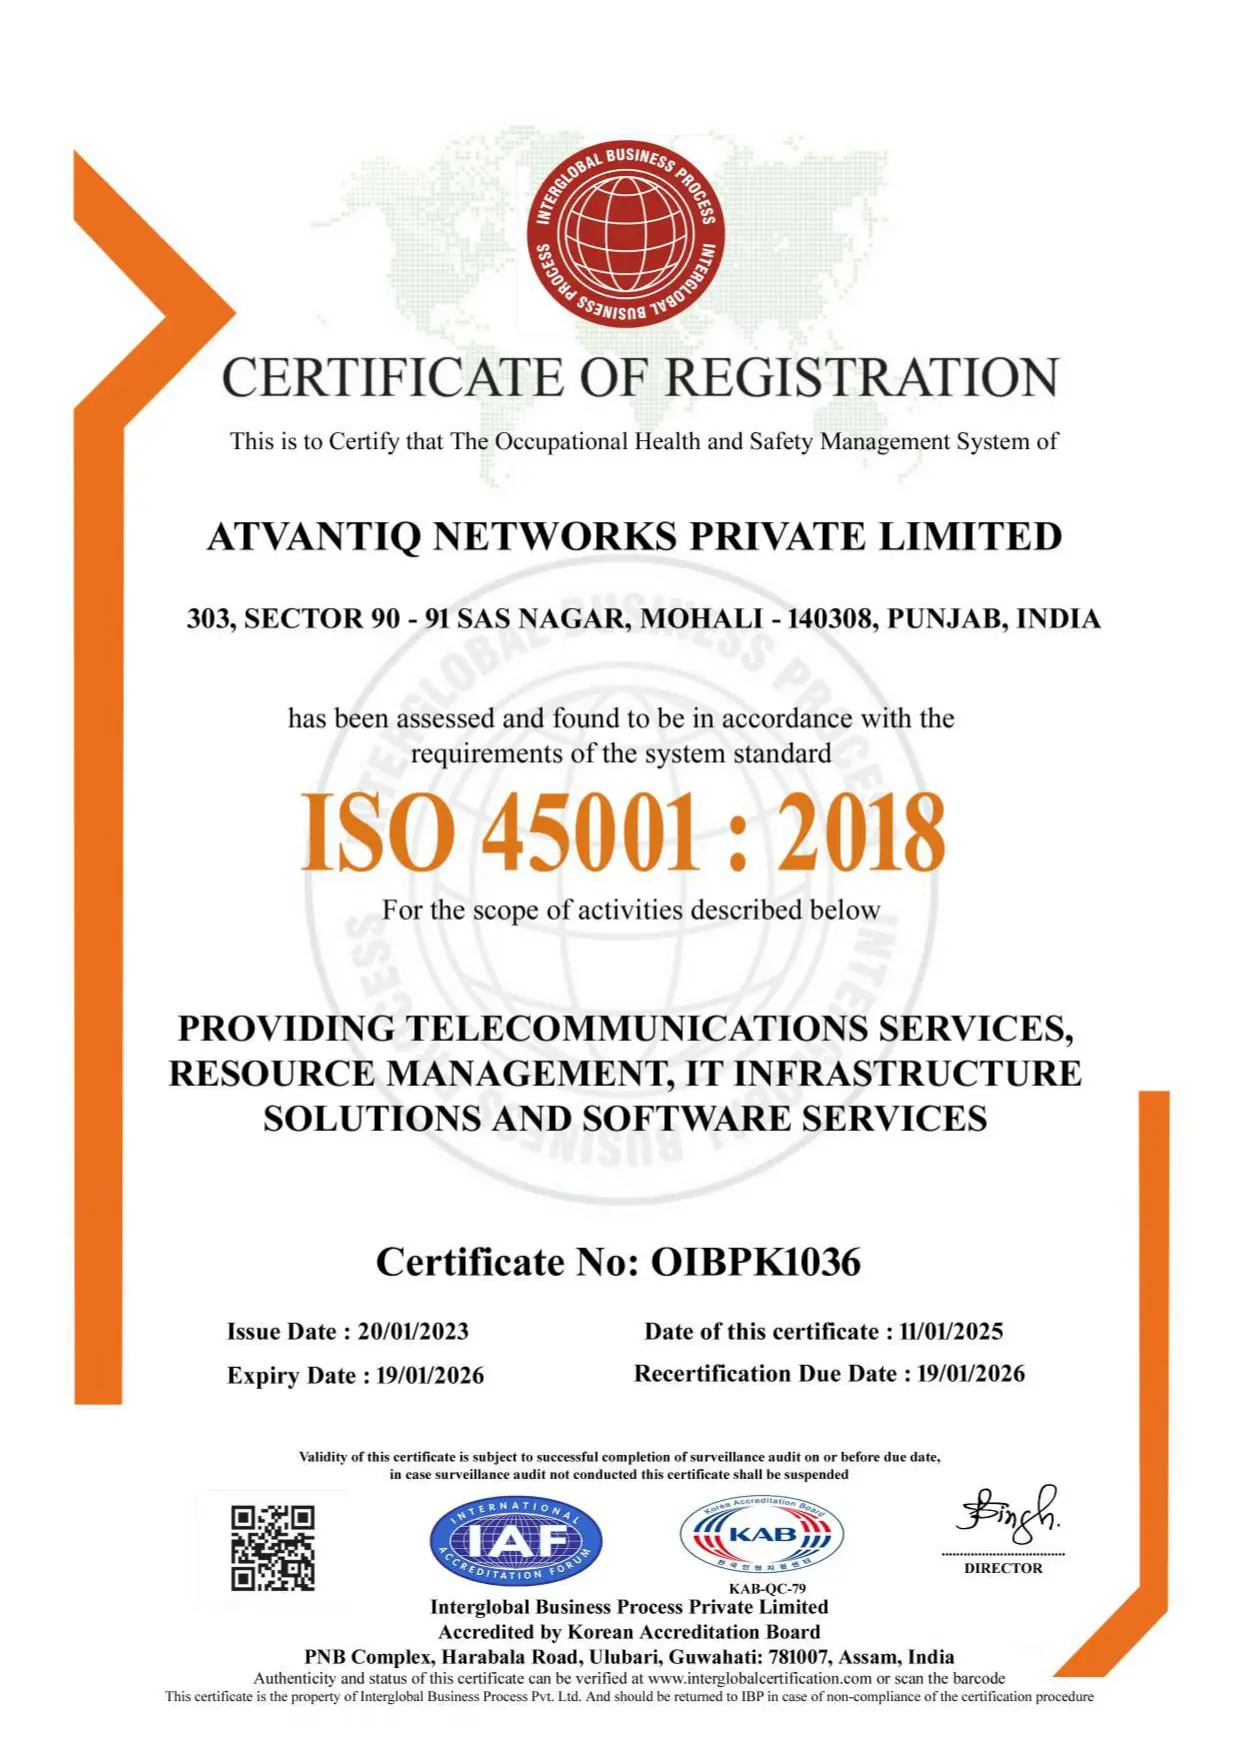 INTERGLOBAL BUSINESS PROCESS INTERGLOBAL BUSINESS PROCESS
CERTIFICATE OF REGISTRATION
This is to Certify that The Occupational Health and Safety Management System of
ATVANTIQ NETWORKS PRIVATE LIMITED
303, SECTOR 90 - 91 SAS NAGAR, MOHALI - 140308, PUNJAB, INDIA
INTERGLOBAL BUSINESS PROCESS INTERGLOBAL BUSINESS PROCESS
has been assessed and found to be in accordance with the
requirements of the system standard
ISO 45001 : 2018
For the scope of activities described below
PROVIDING TELECOMMUNICATIONS SERVICES,
RESOURCE MANAGEMENT, IT INFRASTRUCTURE
SOLUTIONS AND SOFTWARE SERVICES
Certificate No: OIBPK1036
Issue Date : 20/01/2023
Date of this certificate : 11/01/2025
Expiry Date : 19/01/2026
Recertification Due Date : 19/01/2026
Validity of this certificate is subject to successful completion of surveillance audit on or before due date,
in case surveillance audit not conducted this certificate shall be suspended
INTERNATIONAL
IAF
ACCREDITATION FORUM
Korea Accreditation Board
KAB
한국인정지원센터
KAB-QC-79
Singh.
DIRECTOR
Interglobal Business Process Private Limited
Accredited by Korean Accreditation Board
PNB Complex, Harabala Road, Ulubari, Guwahati: 781007, Assam, India
Authenticity and status of this certificate can be verified at www.interglobalcertification.com or scan the barcode
This certificate is the property of Interglobal Business Process Pvt. Ltd. And should be returned to IBP in case of non-compliance of the certification procedure